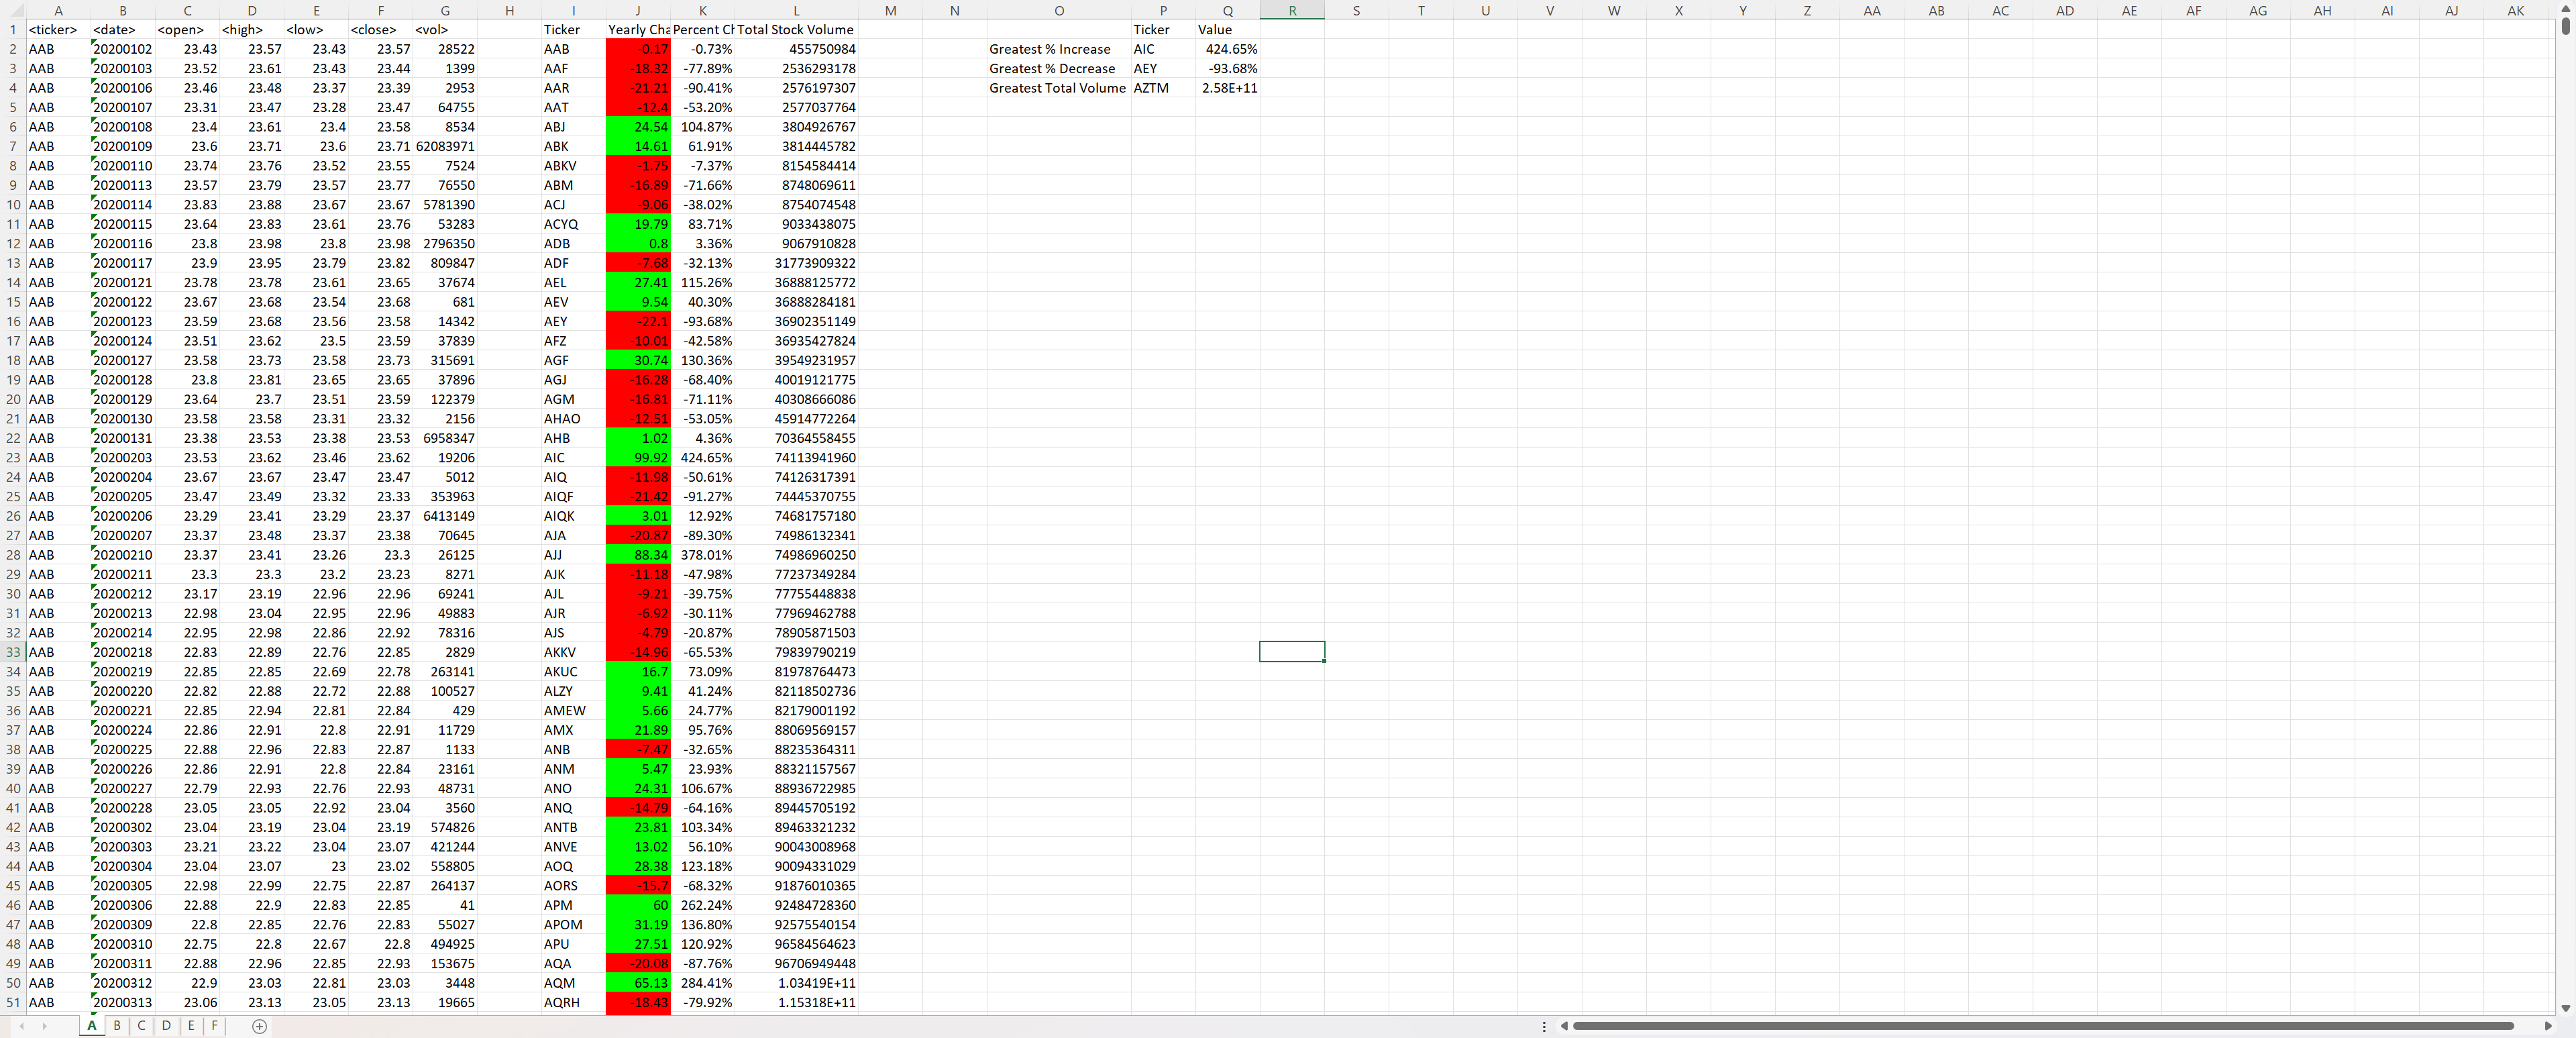 A B C D E F G H I J K L M N O P Q R S T U V W X Y Z AA AB AC AD AE AF AG AH AI AJ AK
1 <ticker> <date> <open> <high> <low> <close> <vol> Ticker Yearly Cha Percent Cl Total Stock Volume Ticker Value
2 AAB 20200102 23.43 23.57 23.43 23.57 28522 AAB -0.17 -0.73% 455750984 Greatest % Increase AIC 424.65%
3 AAB 20200103 23.52 23.61 23.43 23.44 1399 AAF -18.32 -77.89% 2536293178 Greatest % Decrease AEY -93.68%
4 AAB 20200106 23.46 23.48 23.37 23.39 2953 AAR -21.21 -90.41% 2576197307 Greatest Total Volume AZTM 2.58E+11
5 AAB 20200107 23.31 23.47 23.28 23.47 64755 AAT -12.4 -53.20% 2577037764
6 AAB 20200108 23.4 23.61 23.4 23.58 8534 ABJ 24.54 104.87% 3804926767
7 AAB 20200109 23.6 23.71 23.6 23.71 62083971 ABK 14.61 61.91% 3814445782
8 AAB 20200110 23.74 23.76 23.52 23.55 7524 ABKV -1.75 -7.37% 8154584414
9 AAB 20200113 23.57 23.79 23.57 23.77 76550 ABM -16.89 -71.66% 8748069611
10 AAB 20200114 23.83 23.88 23.67 23.67 5781390 ACJ -9.06 -38.02% 8754074548
11 AAB 20200115 23.64 23.83 23.61 23.76 53283 ACYQ 19.79 83.71% 9033438075
12 AAB 20200116 23.8 23.98 23.8 23.98 2796350 ADB 0.8 3.36% 9067910828
13 AAB 20200117 23.9 23.95 23.79 23.82 809847 ADF -7.68 -32.13% 31773909322
14 AAB 20200121 23.78 23.78 23.61 23.65 37674 AEL 27.41 115.26% 36888125772
15 AAB 20200122 23.67 23.68 23.54 23.68 681 AEV 9.54 40.30% 36888284181
16 AAB 20200123 23.59 23.68 23.56 23.58 14342 AEY -22.1 -93.68% 36902351149
17 AAB 20200124 23.51 23.62 23.5 23.59 37839 AFZ -10.01 -42.58% 36935427824
18 AAB 20200127 23.58 23.73 23.58 23.73 315691 AGF 30.74 130.36% 39549231957
19 AAB 20200128 23.8 23.81 23.65 23.65 37896 AGJ -16.28 -68.40% 40019121775
20 AAB 20200129 23.64 23.7 23.51 23.59 122379 AGM -16.81 -71.11% 40308666086
21 AAB 20200130 23.58 23.58 23.31 23.32 2156 AHAO -12.51 -53.05% 45914772264
22 AAB 20200131 23.38 23.53 23.38 23.53 6958347 AHB 1.02 4.36% 70364558455
23 AAB 20200203 23.53 23.62 23.46 23.62 19206 AIC 99.92 424.65% 74113941960
24 AAB 20200204 23.67 23.67 23.47 23.47 5012 AIQ -11.98 -50.61% 74126317391
25 AAB 20200205 23.47 23.49 23.32 23.33 353963 AIQF -21.42 -91.27% 74445370755
26 AAB 20200206 23.29 23.41 23.29 23.37 6413149 AIQK 3.01 12.92% 74681757180
27 AAB 20200207 23.37 23.48 23.37 23.38 70645 AJA -20.87 -89.30% 74986132341
28 AAB 20200210 23.37 23.41 23.26 23.3 26125 AJJ 88.34 378.01% 74986960250
29 AAB 20200211 23.3 23.3 23.2 23.23 8271 AJK -11.18 -47.98% 77237349284
30 AAB 20200212 23.17 23.19 22.96 22.96 69241 AJL -9.21 -39.75% 77755448838
31 AAB 20200213 22.98 23.04 22.95 22.96 49883 AJR -6.92 -30.11% 77969462788
32 AAB 20200214 22.95 22.98 22.86 22.92 78316 AJS -4.79 -20.87% 78905871503
33 AAB 20200218 22.83 22.89 22.76 22.85 2829 AKKV -14.96 -65.53% 79839790219
34 AAB 20200219 22.85 22.85 22.69 22.78 263141 AKUC 16.7 73.09% 81978764473
35 AAB 20200220 22.82 22.88 22.72 22.88 100527 ALZY 9.41 41.24% 82118502736
36 AAB 20200221 22.85 22.94 22.81 22.84 429 AMEW 5.66 24.77% 82179001192
37 AAB 20200224 22.86 22.91 22.8 22.91 11729 AMX 21.89 95.76% 88069569157
38 AAB 20200225 22.88 22.96 22.83 22.87 1133 ANB -7.47 -32.65% 88235364311
39 AAB 20200226 22.86 22.91 22.8 22.84 23161 ANM 5.47 23.93% 88321157567
40 AAB 20200227 22.79 22.93 22.76 22.93 48731 ANO 24.31 106.67% 88936722985
41 AAB 20200228 23.05 23.05 22.92 23.04 3560 ANQ -14.79 -64.16% 89445705192
42 AAB 20200302 23.04 23.19 23.04 23.19 574826 ANTB 23.81 103.34% 89463321232
43 AAB 20200303 23.21 23.22 23.04 23.07 421244 ANVE 13.02 56.10% 90043008968
44 AAB 20200304 23.04 23.07 23 23.02 558805 AOQ 28.38 123.18% 90094331029
45 AAB 20200305 22.98 22.99 22.75 22.87 264137 AORS -15.7 -68.32% 91876010365
46 AAB 20200306 22.88 22.9 22.83 22.85 41 APM 60 262.24% 92484728360
47 AAB 20200309 22.8 22.85 22.76 22.83 55027 APOM 31.19 136.80% 92575540154
48 AAB 20200310 22.75 22.8 22.67 22.8 494925 APU 27.51 120.92% 96584564623
49 AAB 20200311 22.88 22.96 22.85 22.93 153675 AQA -20.08 -87.76% 96706949448
50 AAB 20200312 22.9 23.03 22.81 23.03 3448 AQM 65.13 284.41% 1.03419E+11
51 AAB 20200313 23.06 23.13 23.05 23.13 19665 AQRH -18.43 -79.92% 1.15318E+11
A B C D E F